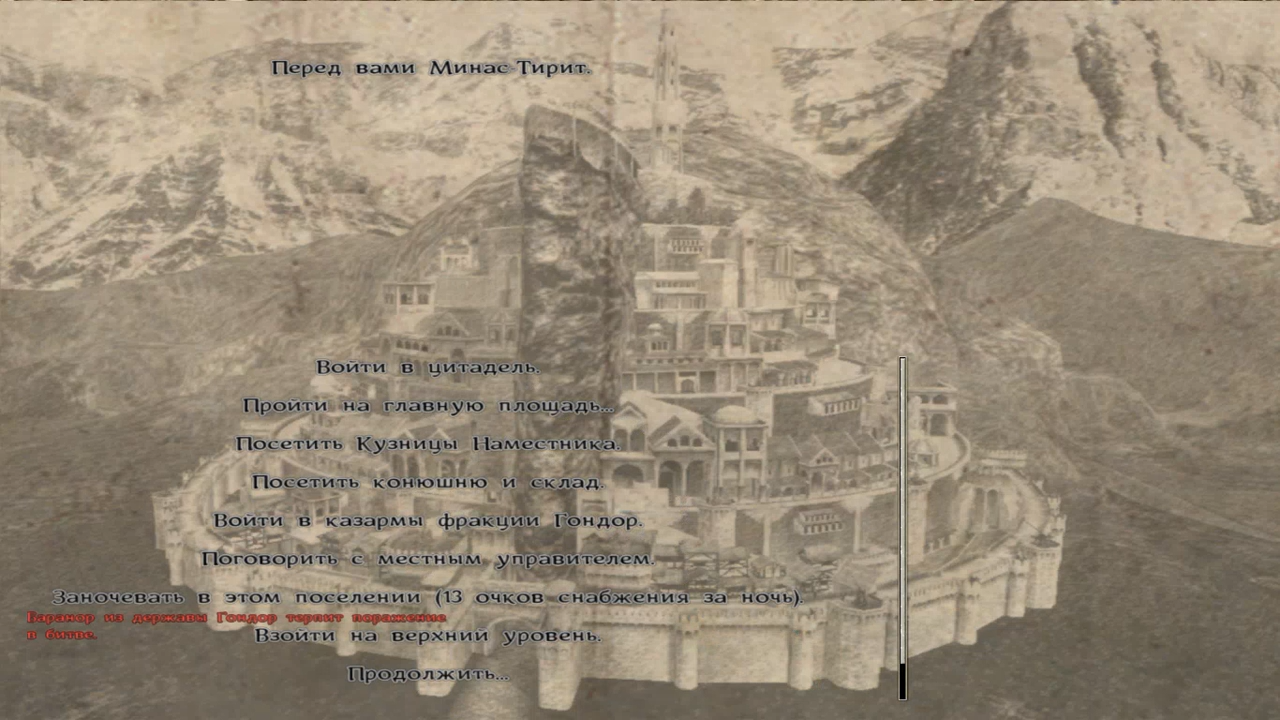 Перед вами Минас-Тирит.
Войти в цитадель.
Пройти на главную площадь...
Посетить Кузницы Наместника.
Посетить конюшню и склад.
Войти в казармы фракции Гондор.
Поговорить с местным управителем.
Заночевать в этом поселении (13 очков снабжения за ночь).
Баранор из державы Гондор терпит поражение
в битве.
Взойти на верхний уровень.
Продолжить...